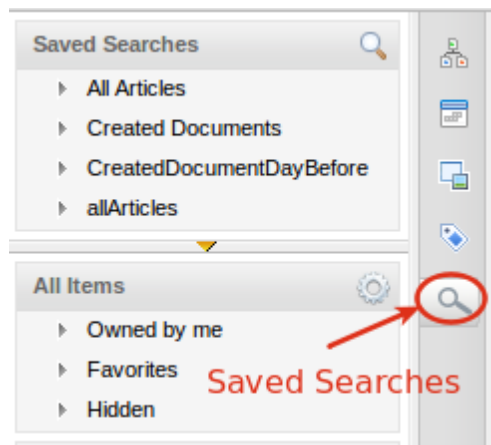 Saved Searches
All Articles
Created Documents
CreatedDocumentDayBefore
allArticles
All Items
Owned by me
Favorites
Hidden
Saved Searches